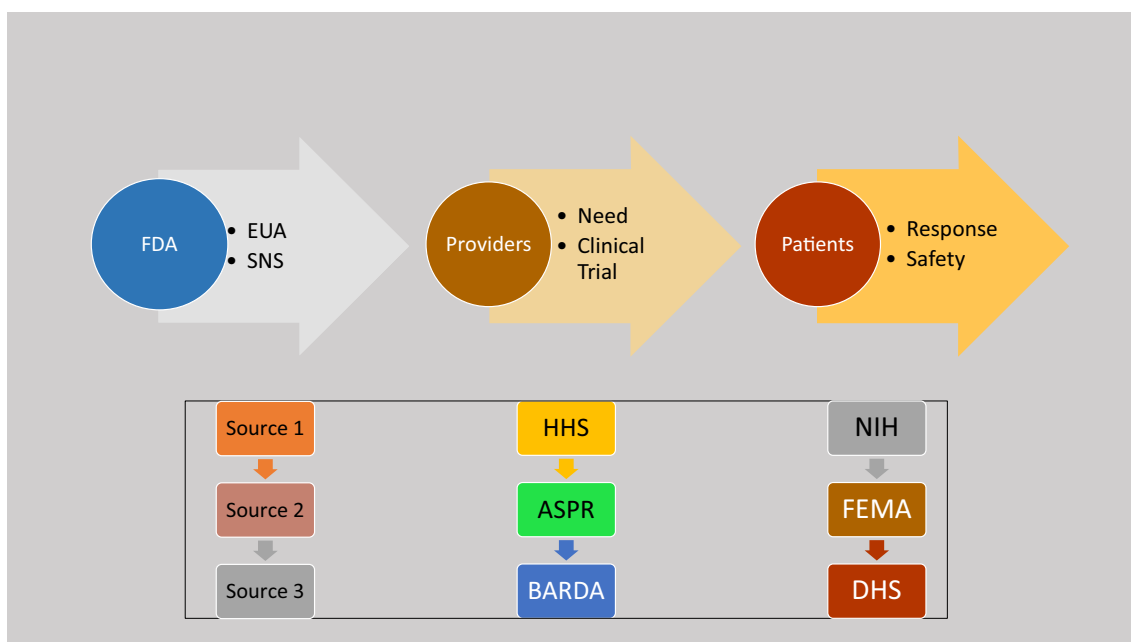 FDA
• EUA
• SNS
Providers
• Need
• Clinical
Trial
Patients
• Response
• Safety
Source 1
Source 2
Source 3
HHS
ASPR
BARDA
NIH
FEMA
DHS